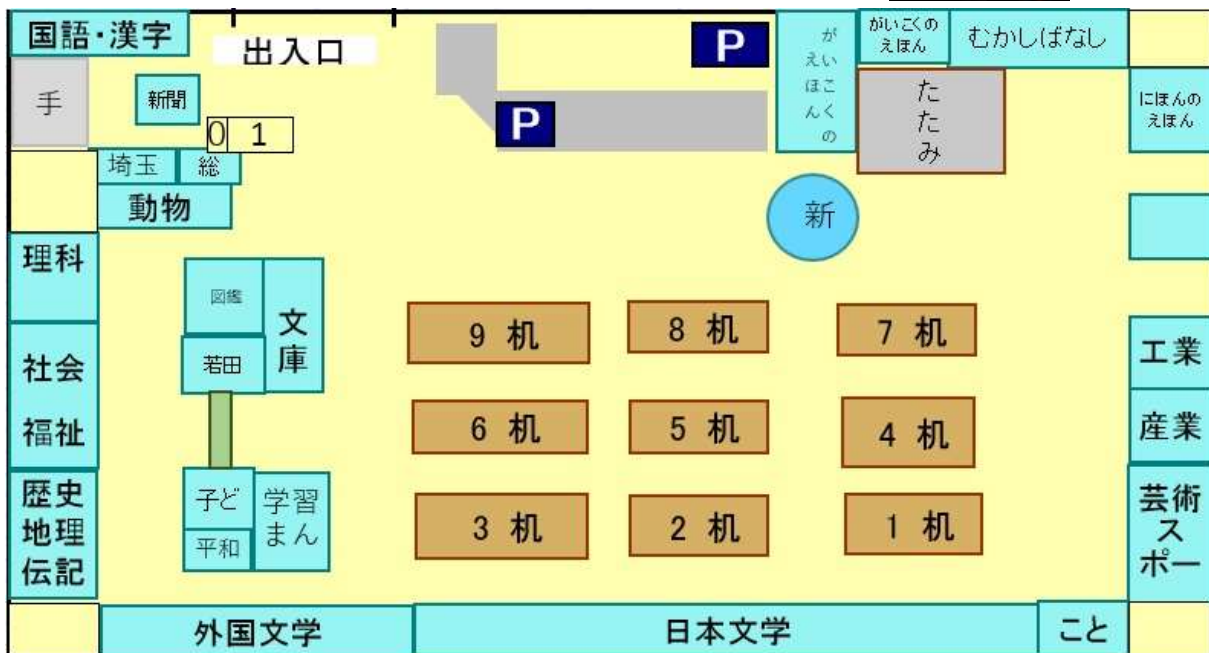 国語・漢字
出入口
P
がいこくの
えほん
むかしばなし
がいこくの
えほん
手
新聞
P
たたみ
にほんの
えほん
0 1
埼玉
総
動物
新
理科
図鑑
文庫
若田
9 机
8 机
7 机
工業
社会
福祉
6 机
5 机
4 机
産業
歴史
地理
伝記
子ど
学習
まん
平和
3 机
2 机
1 机
芸術
ス
ポー
外国文学
日本文学
こと